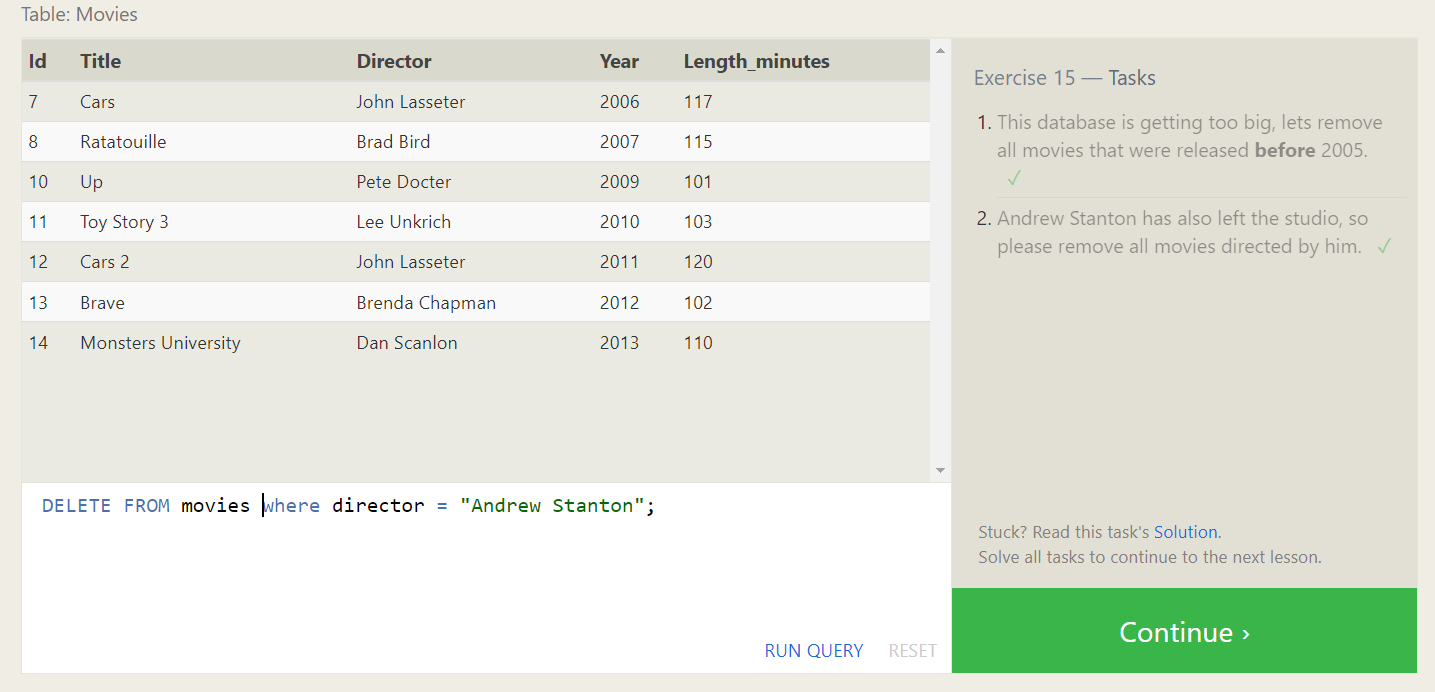 Table: Movies
Id Title Director Year Length_minutes
7 Cars John Lasseter 2006 117
8 Ratatouille Brad Bird 2007 115
10 Up Pete Docter 2009 101
11 Toy Story 3 Lee Unkrich 2010 103
12 Cars 2 John Lasseter 2011 120
13 Brave Brenda Chapman 2012 102
14 Monsters University Dan Scanlon 2013 110
DELETE FROM movies where director = "Andrew Stanton";
RUN QUERY RESET
Exercise 15 — Tasks
1. This database is getting too big, lets remove
all movies that were released before 2005.
✓
2. Andrew Stanton has also left the studio, so
please remove all movies directed by him. ✓
Stuck? Read this task's Solution.
Solve all tasks to continue to the next lesson.
Continue ›